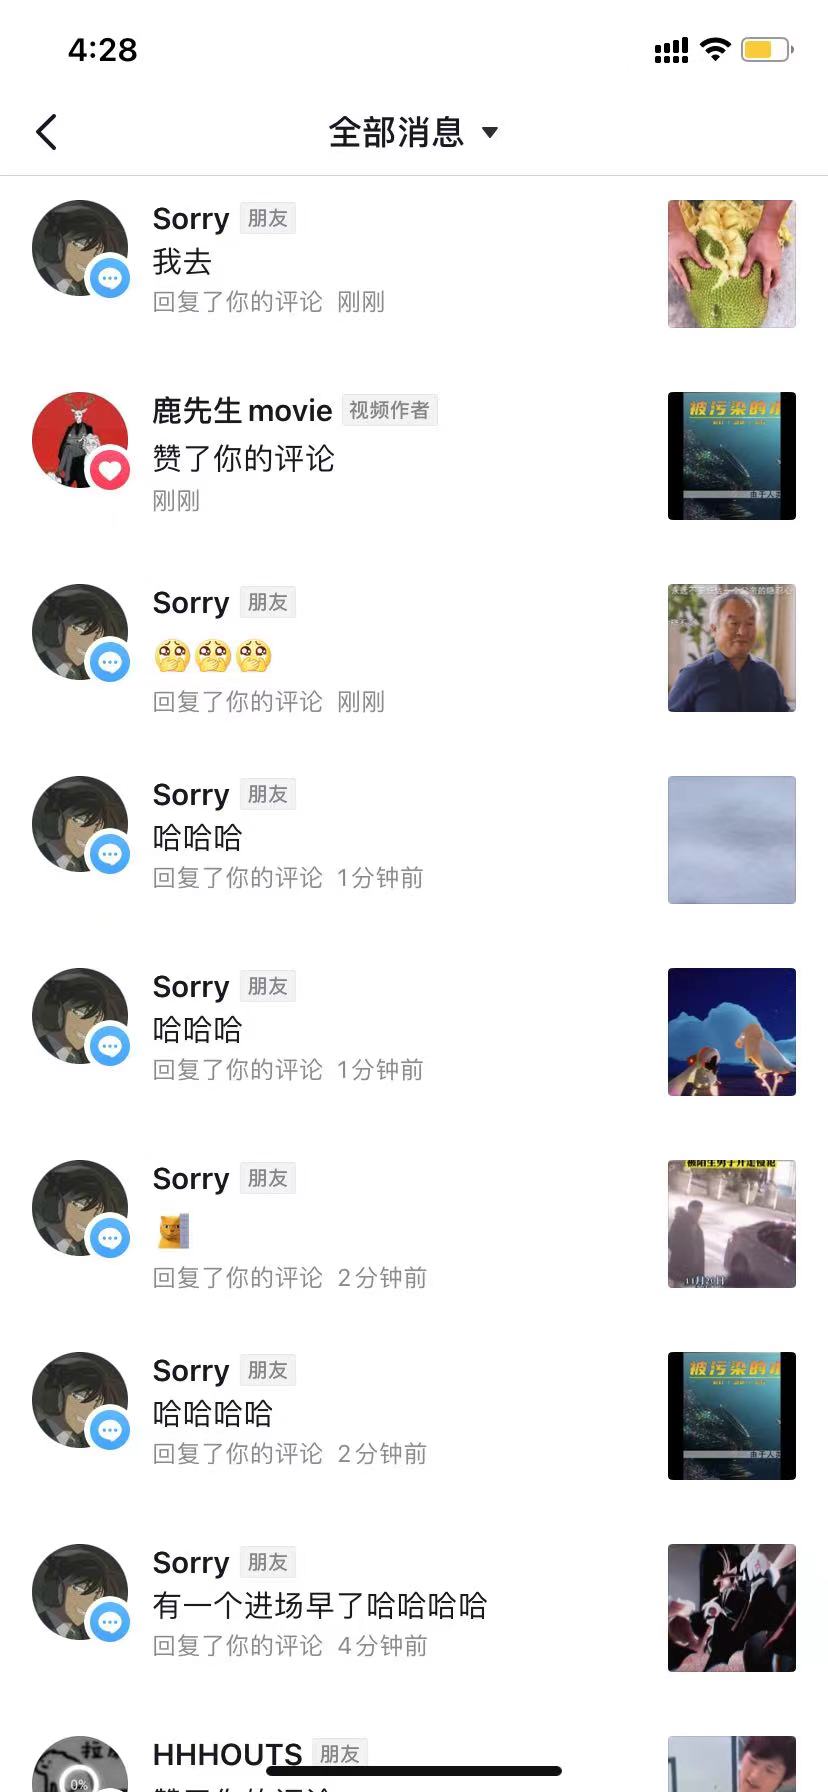 4:28
全部消息
Sorry 朋友
我去
回复了你的评论 刚刚
鹿先生movie 视频作者
赞了你的评论
刚刚
被污染的
Sorry 朋友
🥹🥹🥹
回复了你的评论 刚刚
Sorry 朋友
哈哈哈
回复了你的评论 1分钟前
Sorry 朋友
哈哈哈
回复了你的评论 1分钟前
Sorry 朋友
回复了你的评论 2分钟前
11月20日
Sorry 朋友
哈哈哈哈
回复了你的评论 2分钟前
被污染的
Sorry 朋友
有一个进场早了哈哈哈哈
回复了你的评论 4分钟前
HHHOUTS 朋友
0%